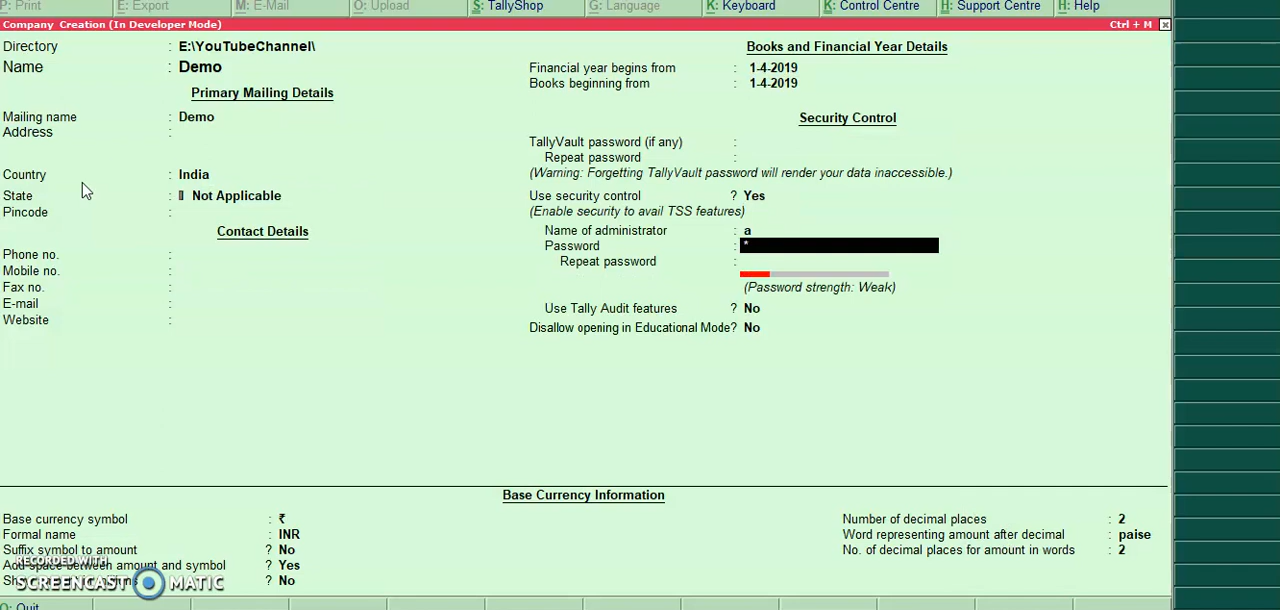 P: Print E: Export M: E-Mail O: Upload S: TallyShop G: Language K: Keyboard K: Control Centre H: Support Centre H: Help
Company Creation (In Developer Mode) Ctrl + M x
Directory : E:\YouTubeChannel\
Name : Demo
Primary Mailing Details
Mailing name : Demo
Address :
Country : India
State : Not Applicable
Pincode :
Contact Details
Phone no. :
Mobile no. :
Fax no. :
E-mail :
Website :
Books and Financial Year Details
Financial year begins from : 1-4-2019
Books beginning from : 1-4-2019
Security Control
TallyVault password (if any) :
Repeat password :
(Warning: Forgetting TallyVault password will render your data inaccessible.)
Use security control ? Yes
(Enable security to avail TSS features)
Name of administrator : a
Password : *
Repeat password :
(Password strength: Weak)
Use Tally Audit features ? No
Disallow opening in Educational Mode? No
Base Currency Information
Base currency symbol : ₹
Formal name : INR
Suffix symbol to amount ? No
Add space between amount and symbol ? Yes
? No
Number of decimal places : 2
Word representing amount after decimal : paise
No. of decimal places for amount in words : 2
RECORDED WITH
SCREENCAST MATIC
Q: Quit